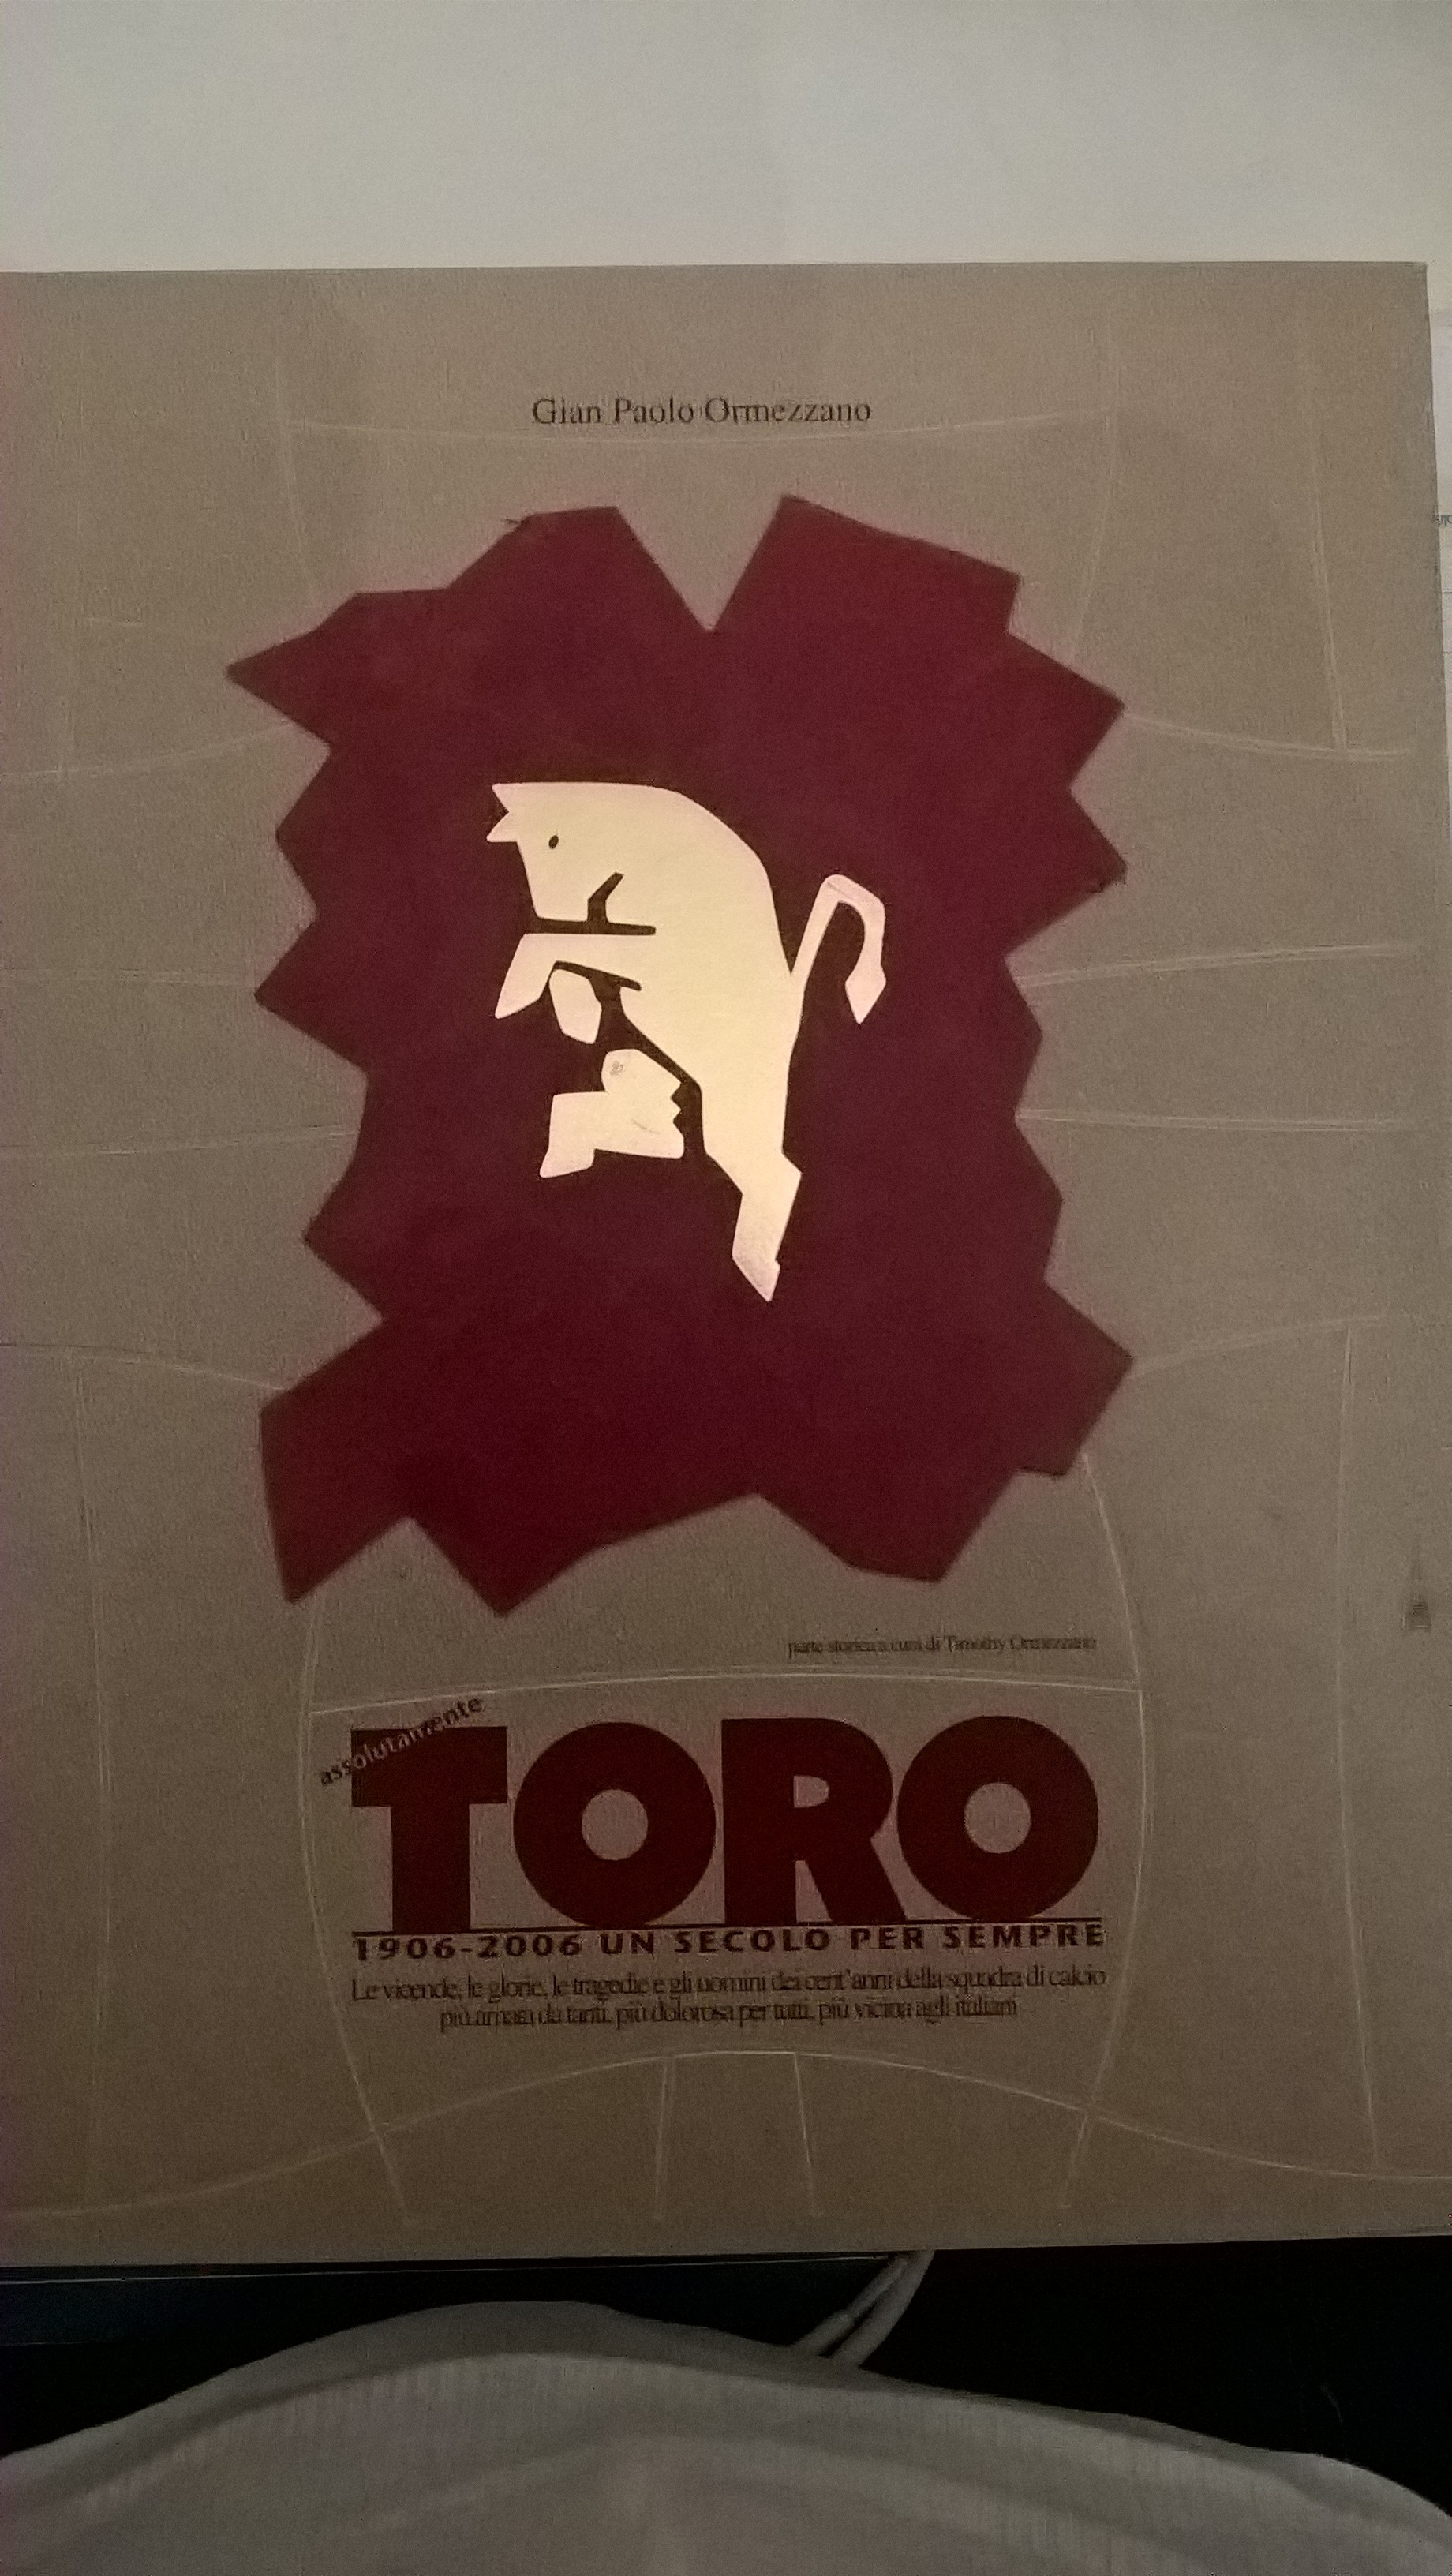 Gian Paolo Ormezzano
parte storica a cura di Timothy Ormezzano
assolutamente
TORO
1906-2006 UN SECOLO PER SEMPRE
Le vicende, le glorie, le tragedie e gli uomini dei cent'anni della squadra di calcio
più amata da tanti, più dolorosa per tutti, più vicina agli italiani